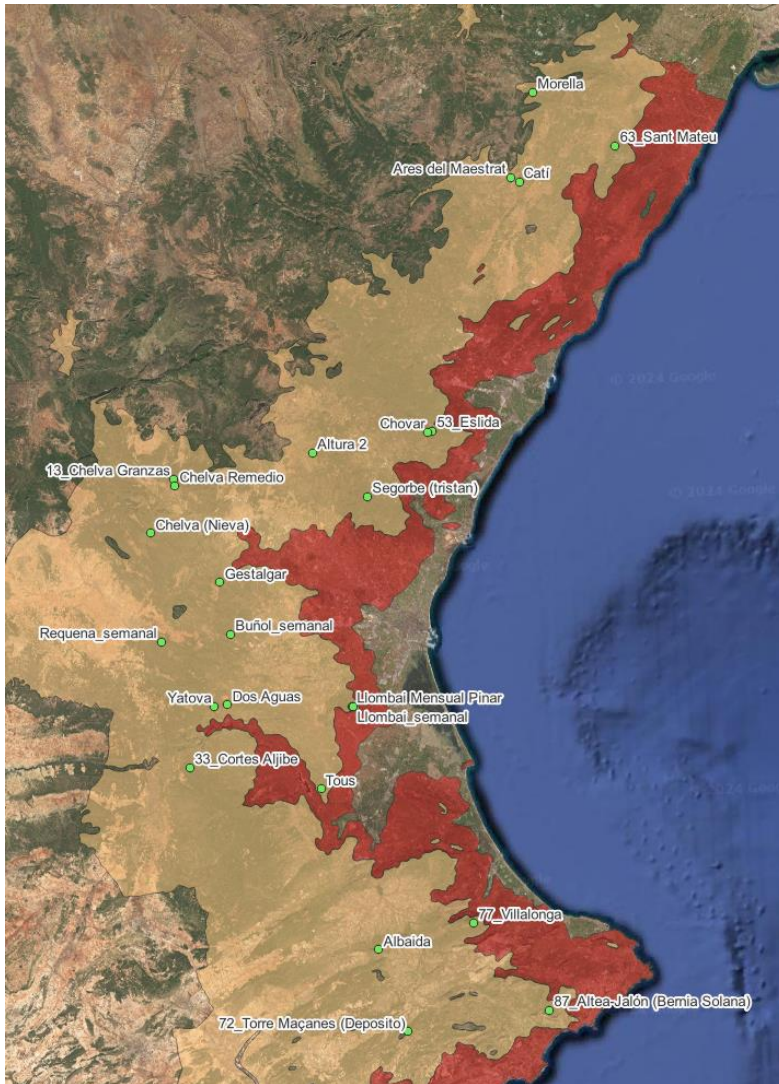 Morella
63_Sant Mateu
Ares del Maestrat
Catí
© 2024 Google
Chovar
53_Eslida
Altura 2
13_Chelva Granzas
Chelva Remedio
Segorbe (tristan)
© 2024 Google
Chelva (Nieva)
Gestalgar
Buñol_semanal
Requena_semanal
Yatova
Dos Aguas
Llombai Mensual Pinar
Llombai_semanal
33_Cortes Aljibe
Tous
© 2024 Google
77_Villalonga
Albaida
87_Altea-Jalón (Bernia Solana)
72_Torre Maçanes (Deposito)